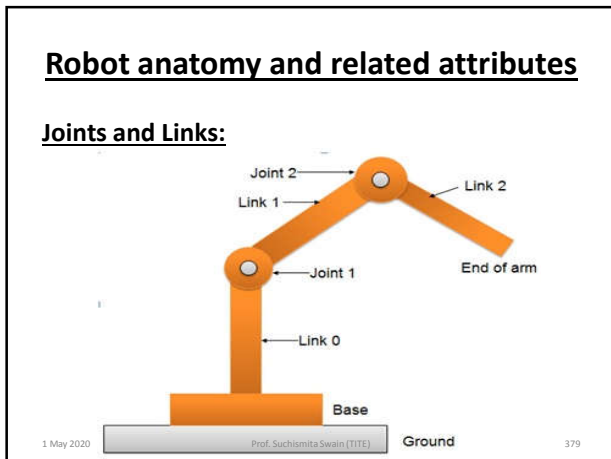 Robot anatomy and related attributes
Joints and Links:
Joint 2
Link 2
Link 1
End of arm
Joint 1
Link 0
Base
Ground
1 May 2020
Prof. Suchismita Swain (TITE)
379